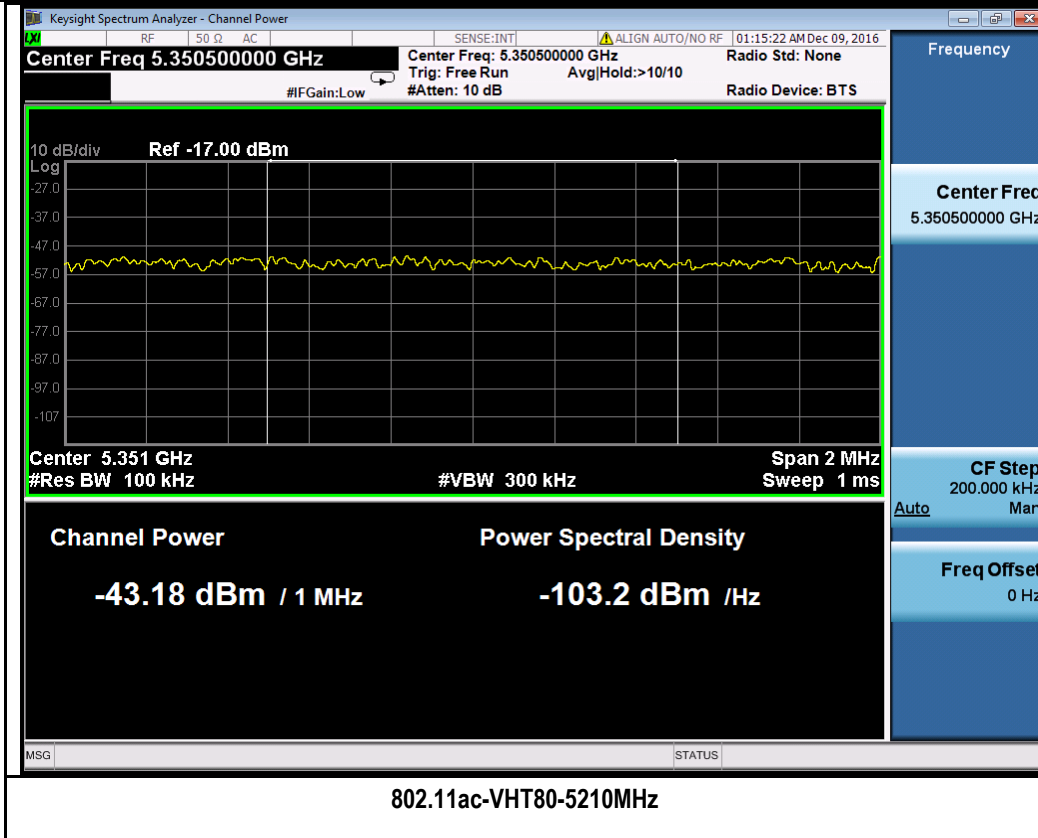 Keysight Spectrum Analyzer - Channel Power
LXI RF 50 Ω AC SENSE:INT ALIGN AUTO/NO RF 01:15:22 AM Dec 09, 2016
Center Freq 5.350500000 GHz
#IFGain:Low
Center Freq: 5.350500000 GHz
Trig: Free Run Avg|Hold:>10/10
#Atten: 10 dB
Radio Std: None
Radio Device: BTS
10 dB/div Ref -17.00 dBm
Log
-27.0
-37.0
-47.0
-57.0
-67.0
-77.0
-87.0
-97.0
-107
Center 5.351 GHz Span 2 MHz
#Res BW 100 kHz #VBW 300 kHz Sweep 1 ms
Channel Power Power Spectral Density
-43.18 dBm / 1 MHz -103.2 dBm /Hz
MSG STATUS
Frequency
Center Freq
5.350500000 GHz
CF Step
200.000 kHz
Auto Man
Freq Offset
0 Hz
802.11ac-VHT80-5210MHz